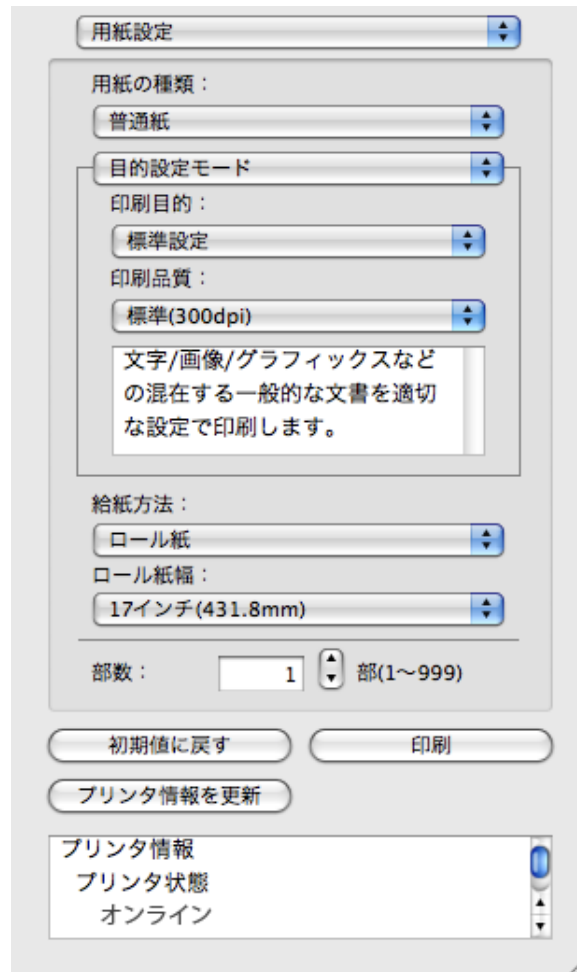 用紙設定
用紙の種類：
普通紙
目的設定モード
印刷目的：
標準設定
印刷品質：
標準(300dpi)
文字/画像/グラフィックスなど
の混在する一般的な文書を適切
な設定で印刷します。
給紙方法：
ロール紙
ロール紙幅：
17インチ(431.8mm)
部数： 1 部(1〜999)
初期値に戻す 印刷
プリンタ情報を更新
プリンタ情報
プリンタ状態
オンライン